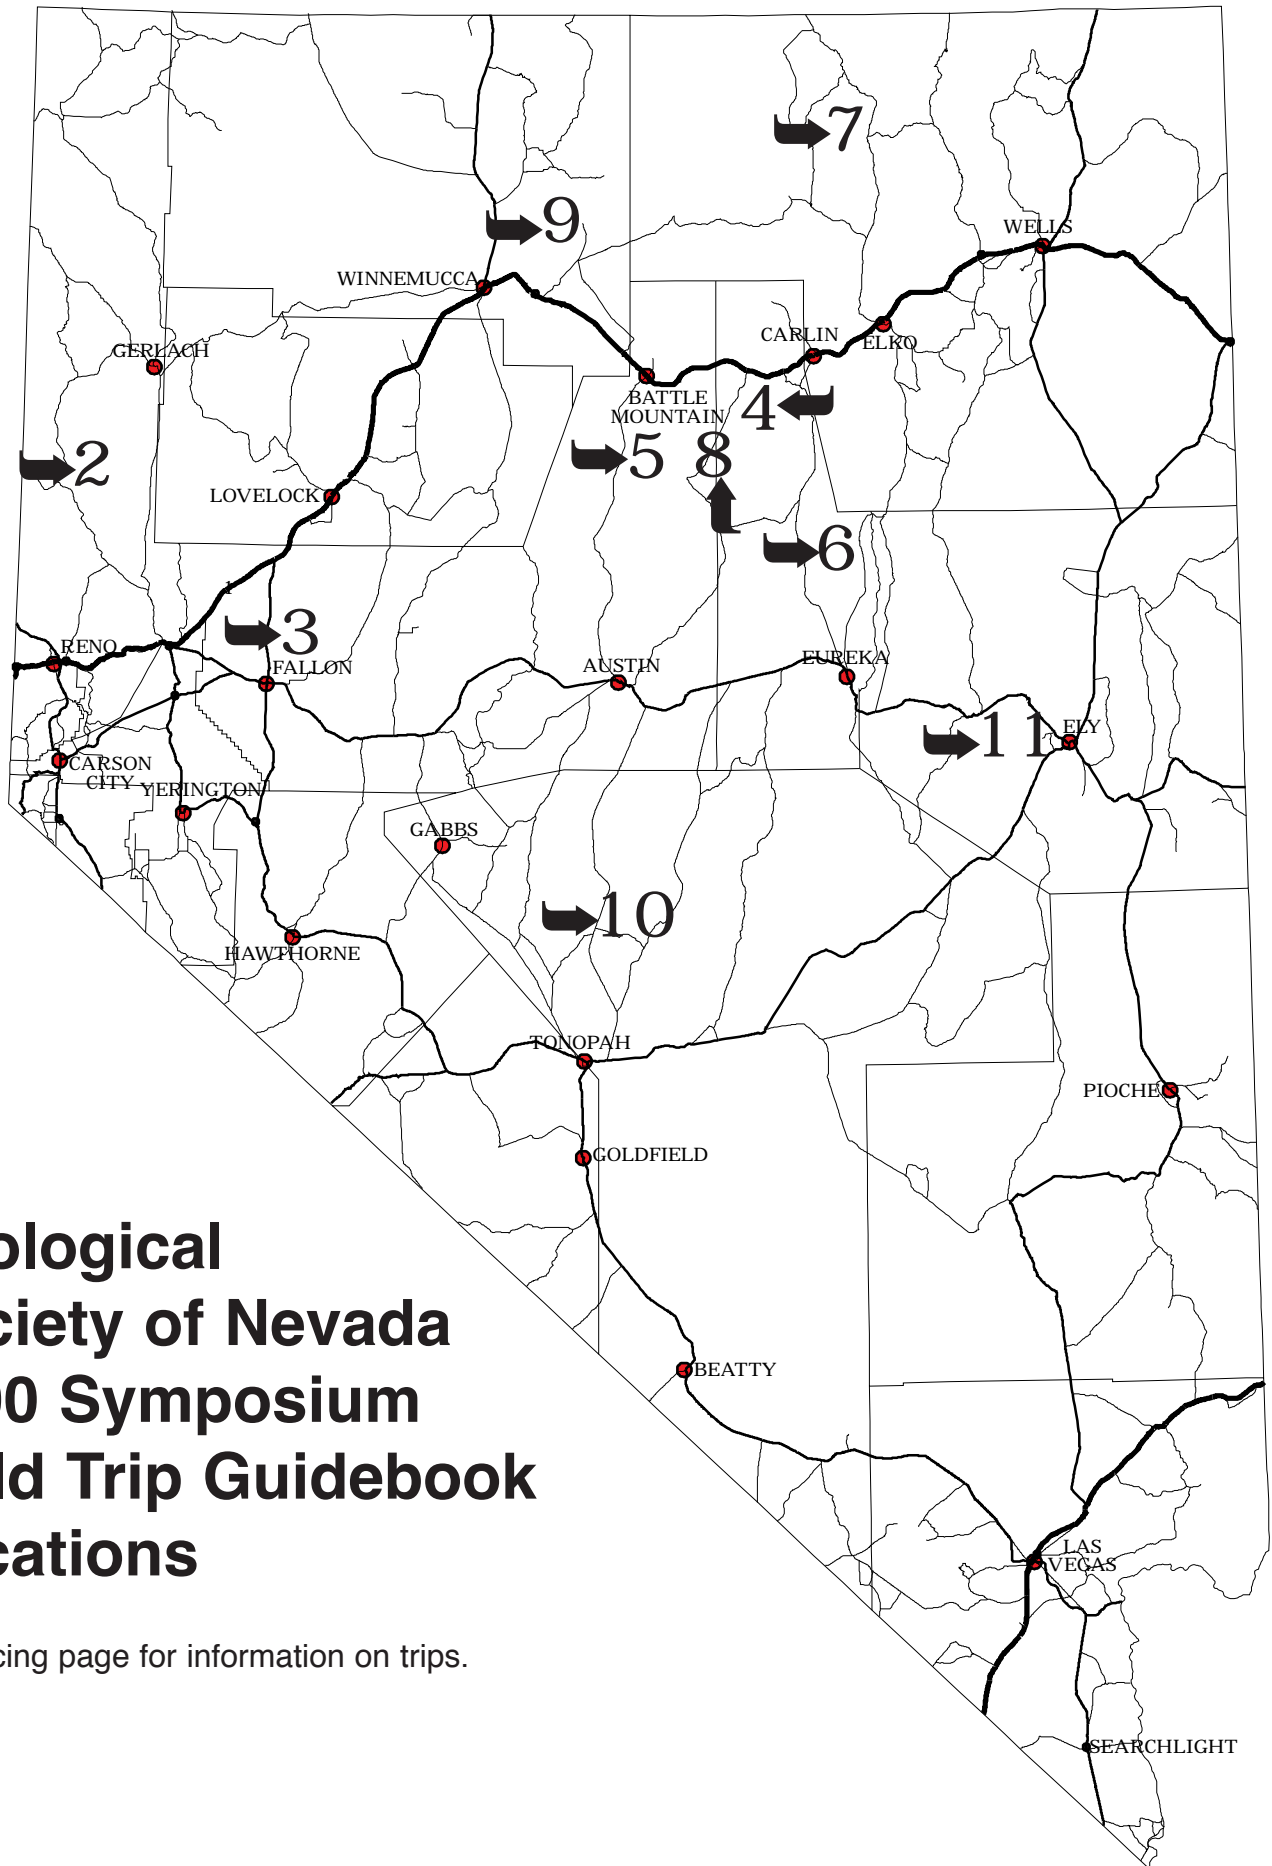 7
9
WELLS
WINNEMUCCA
CARLIN
ELKO
GERLACH
BATTLE
MOUNTAIN
4
5
8
2
LOVELOCK
6
1
3
RENO
FALLON
AUSTIN
EUREKA
11
ELY
CARSON
CITY
YERINGTON
GABBS
10
HAWTHORNE
TONOPAH
PIOCHE
GOLDFIELD
ological
ciety of Nevada
00 Symposium
ld Trip Guidebook
cations
BEATTY
LAS
VEGAS
cing page for information on trips.
SEARCHLIGHT